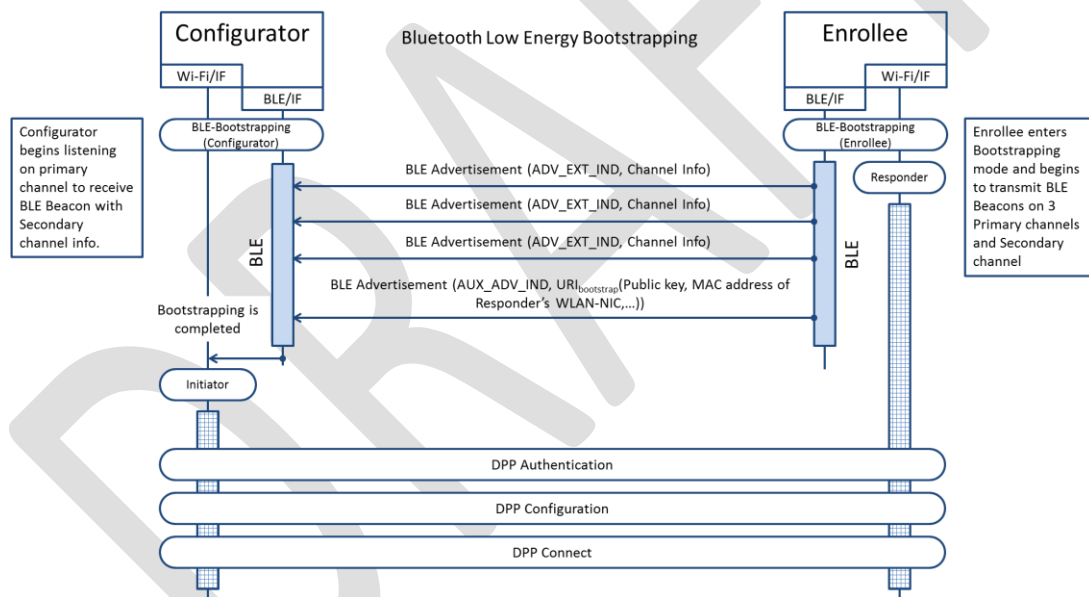 Configurator
Bluetooth Low Energy Bootstrapping
Enrollee
Wi-Fi/IF
BLE/IF
Wi-Fi/IF
BLE/IF
BLE-Bootstrapping
(Configurator)
BLE-Bootstrapping
(Enrollee)
Configurator
begins listening
on primary
channel to receive
BLE Beacon with
Secondary
channel info.
Enrollee enters
Bootstrapping
mode and begins
to transmit BLE
Beacons on 3
Primary channels
and Secondary
channel
Responder
BLE Advertisement (ADV_EXT_IND, Channel Info)
BLE Advertisement (ADV_EXT_IND, Channel Info)
BLE Advertisement (ADV_EXT_IND, Channel Info)
BLE
BLE
BLE Advertisement (AUX_ADV_IND, URIbootstrap(Public key, MAC address of
Responder's WLAN-NIC,...))
Bootstrapping is
completed
Initiator
DPP Authentication
DPP Configuration
DPP Connect
DRAFT